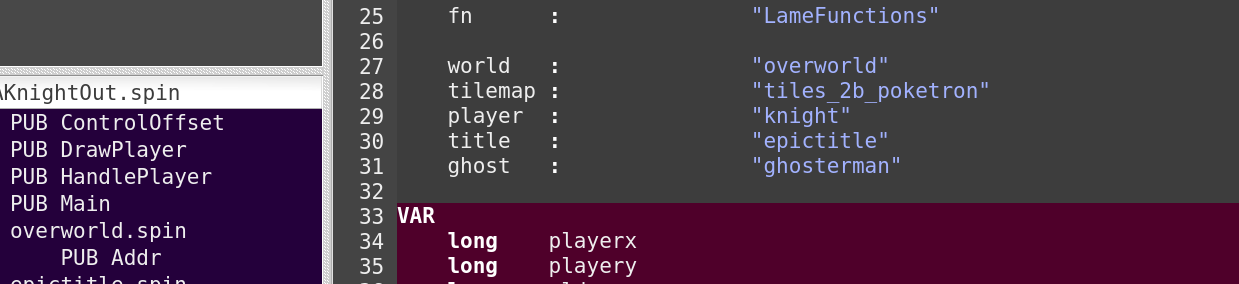 AKnightOut.spin
PUB ControlOffset
PUB DrawPlayer
PUB HandlePlayer
PUB Main
overworld.spin
PUB Addr
epictitle.spin
25 fn : "LameFunctions"
26
27 world : "overworld"
28 tilemap : "tiles_2b_poketron"
29 player : "knight"
30 title : "epictitle"
31 ghost : "ghosterman"
32
33 VAR
34 long playerx
35 long playery